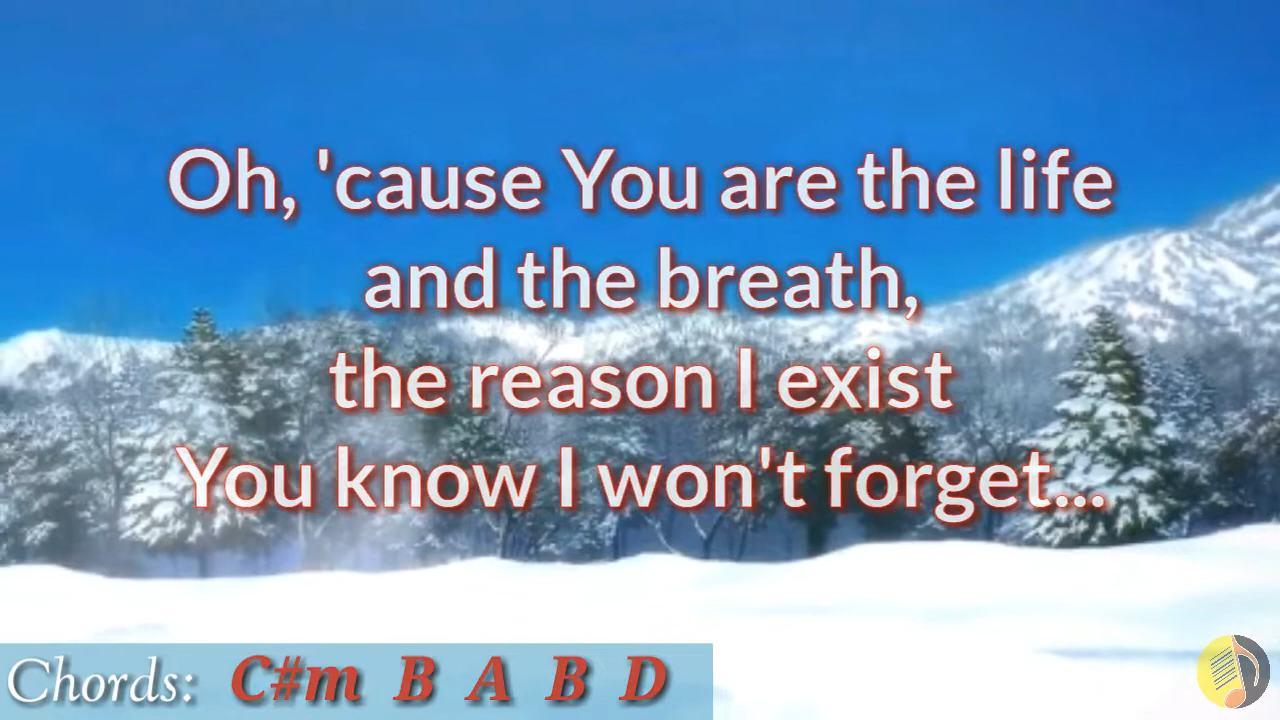 Oh, 'cause You are the life
and the breath,
the reason I exist
You know I won't forget...
Chords: C#m B A B D